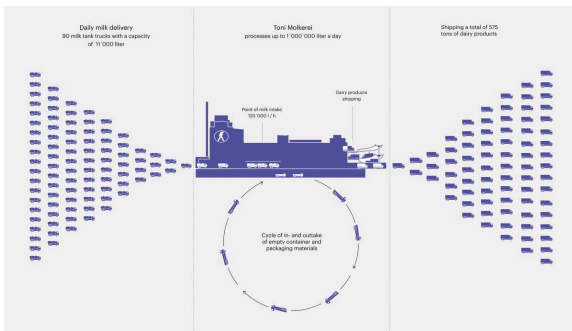 Daily milk delivery
90 milk tank trucks with a capacity
of 11'000 liter
Toni Molkerei
processes up to 1'000'000 liter a day
Shipping a total of 575
tons of dairy products
Point of milk intake
120'000 l / h
Dairy products
shipping
Cycle of in- and outtake
of empty container and
packaging materials